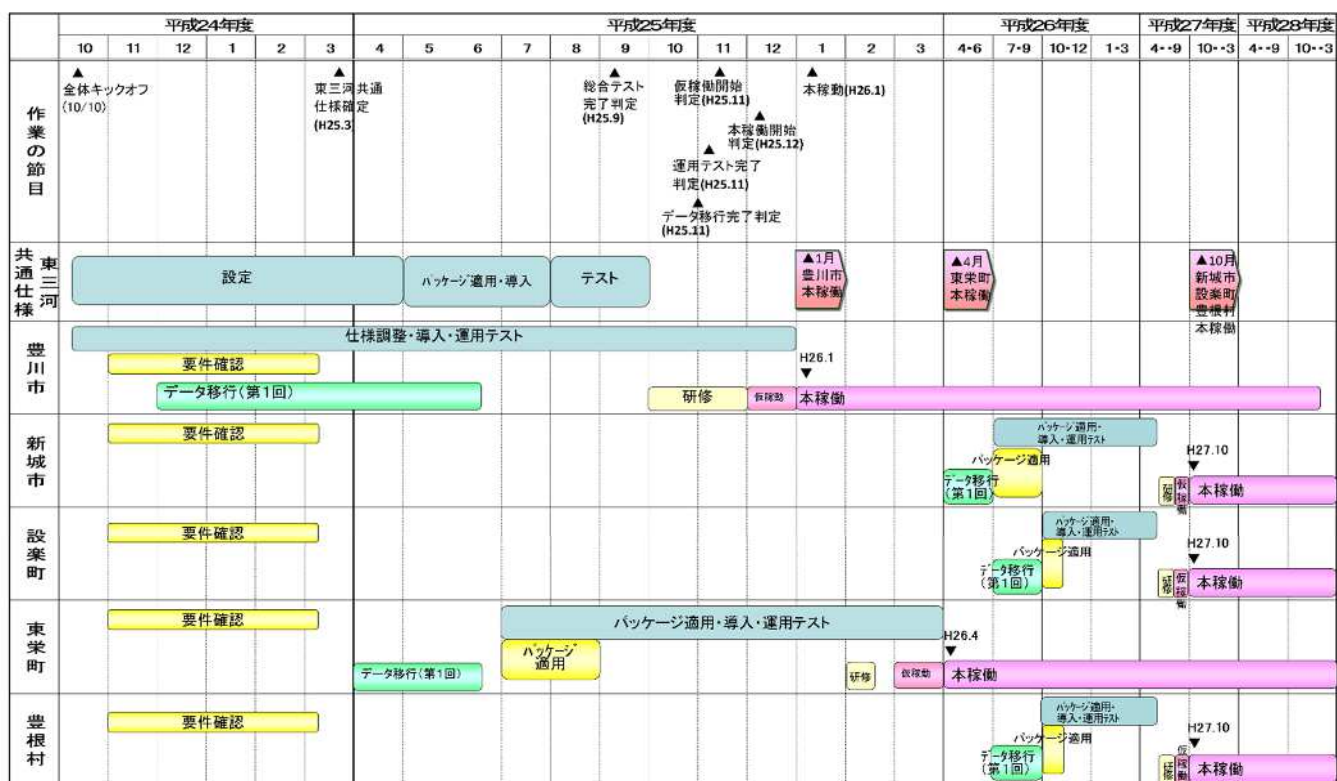 平成24年度 平成25年度 平成26年度 平成27年度 平成28年度
10 11 12 1 2 3 4 5 6 7 8 9 10 11 12 1 2 3 4-6 7-9 10-12 1-3 4--9 10--3 4--9 10--3
作業の節目
▲
全体キックオフ
(10/10)
▲
東三河共通
仕様確定
(H25.3)
▲
総合テスト
完了判定
(H25.9)
▲
仮稼働開始
判定(H25.11)
▲
本稼動(H26.1)
▲
本稼働開始
判定(H25.12)
▲
運用テスト完了
判定(H25.11)
▲
データ移行完了判定
(H25.11)
東三河
共通仕様
設定
パッケージ適用・導入
テスト
▲1月
豊川市
本稼働
▲4月
東栄町
本稼働
▲10月
新城市
設楽町
豊根村
本稼働
豊川市
仕様調整・導入・運用テスト
要件確認
データ移行(第1回)
研修
仮稼動
H26.1
▼
本稼働
新城市
要件確認
パッケージ適用・
導入・運用テスト
パッケージ適用
データ移行
(第1回)
研修
仮稼働
H27.10
▼
本稼働
設楽町
要件確認
パッケージ適用・
導入・運用テスト
パッケージ適用
データ移行
(第1回)
研修
仮稼働
H27.10
▼
本稼働
東栄町
要件確認
パッケージ適用・導入・運用テスト
パッケージ
適用
データ移行(第1回)
研修
仮稼動
H26.4
▼
本稼働
豊根村
要件確認
パッケージ適用・
導入・運用テスト
パッケージ適用
データ移行
(第1回)
研修
仮稼働
H27.10
▼
本稼働